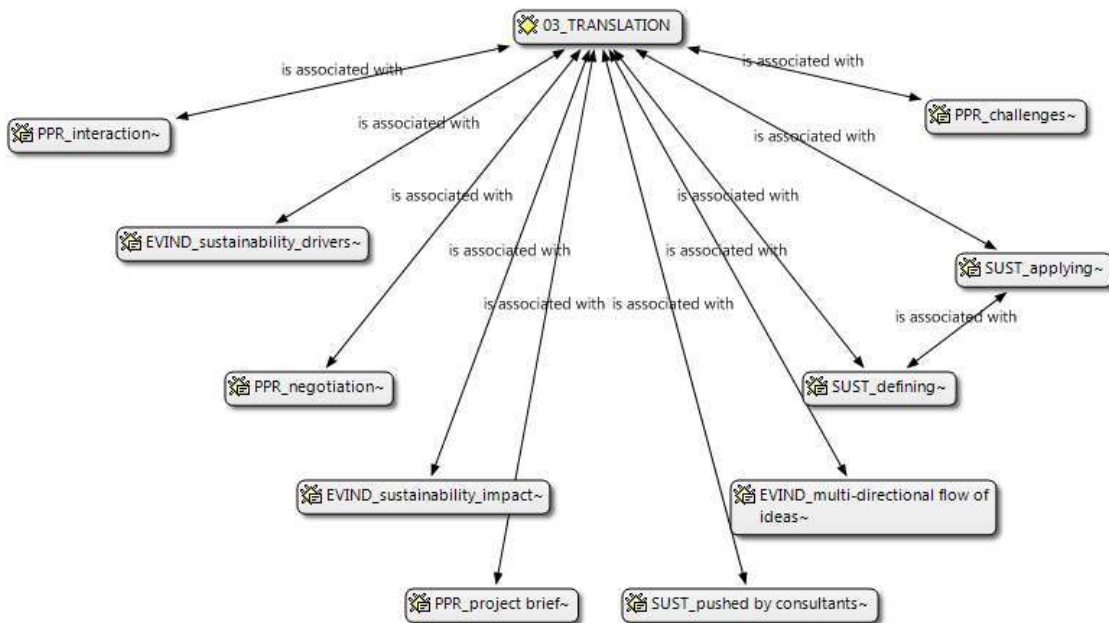 03_TRANSLATION
is associated with
is associated with
PPR_challenges~
PPR_interaction~
is associated with
is associated with
is associated with
is associated with
EVIND_sustainability_drivers~
is associated with
is associated with
SUST_applying~
is associated with
is associated with
is associated with
PPR_negotiation~
SUST_defining~
EVIND_sustainability_impact~
EVIND_multi-directional flow of
ideas~
PPR_project brief~
SUST_pushed by consultants~